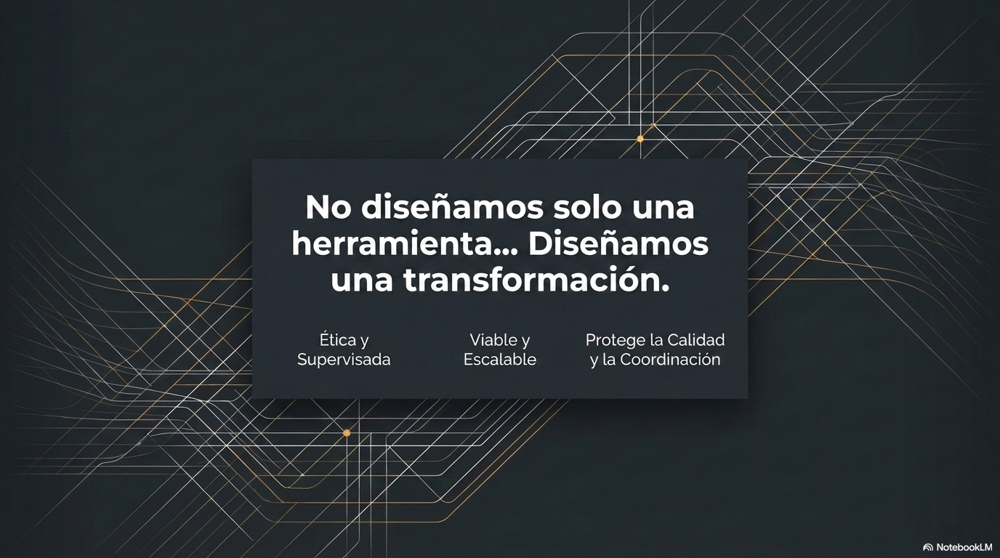 No diseñamos solo una
herramienta... Diseñamos
una transformación.
Ética y
Supervisada
Viable y
Escalable
Protege la Calidad
y la Coordinación
NotebookLM